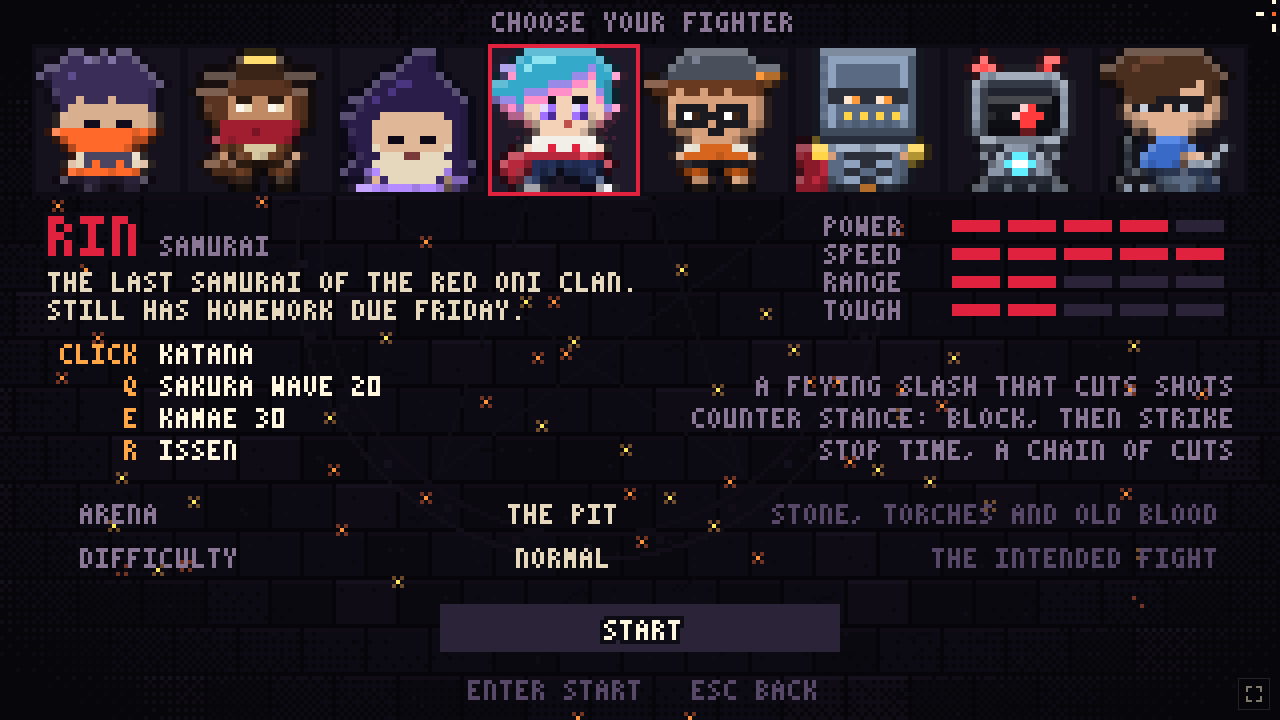 CHOOSE YOUR FIGHTER
RIN SAMURAI
THE LAST SAMURAI OF THE RED ONI CLAN.
STILL HAS HOMEWORK DUE FRIDAY.
POWER
SPEED
RANGE
TOUGH
CLICK KATANA
Q SAKURA WAVE 20 A FLYING SLASH THAT CUTS SHOTS
E KAMAE 30 COUNTER STANCE: BLOCK, THEN STRIKE
R ISSEN STOP TIME, A CHAIN OF CUTS
ARENA THE PIT STONE, TORCHES AND OLD BLOOD
DIFFICULTY NORMAL THE INTENDED FIGHT
START
ENTER START ESC BACK